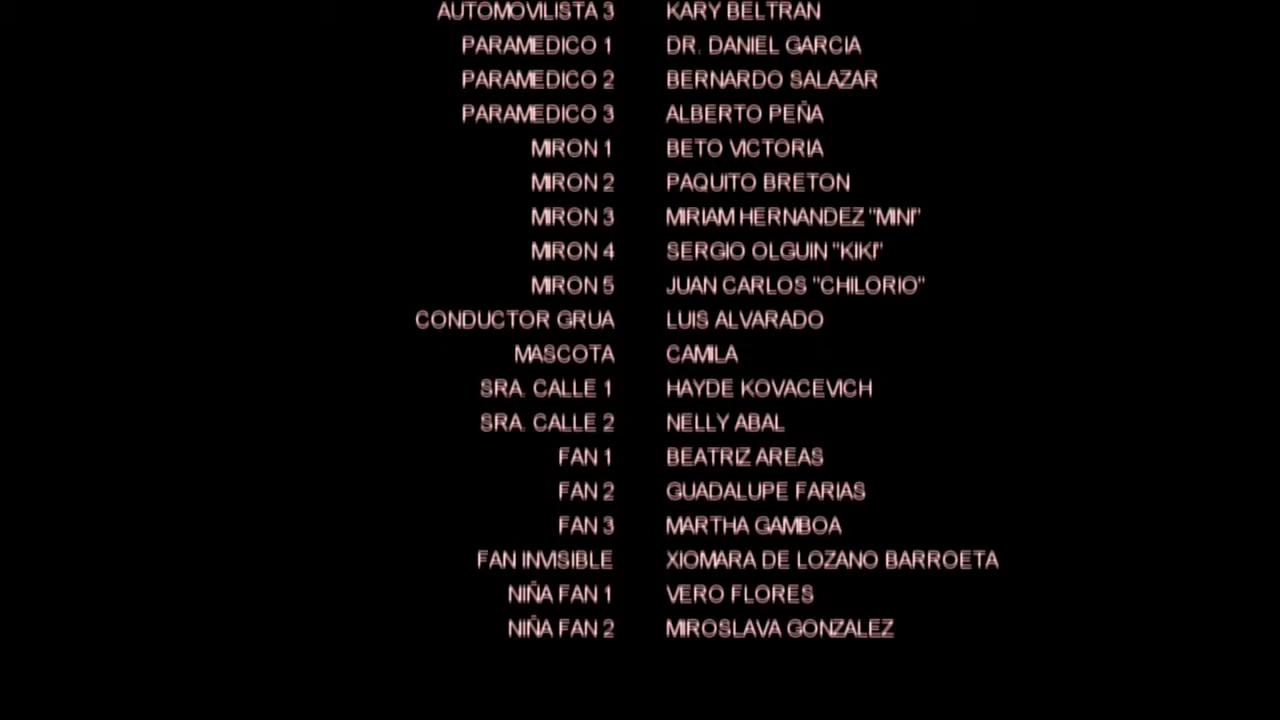 AUTOMOVILISTA 3 KARY BELTRAN
PARAMEDICO 1 DR. DANIEL GARCIA
PARAMEDICO 2 BERNARDO SALAZAR
PARAMEDICO 3 ALBERTO PEÑA
MIRON 1 BETO VICTORIA
MIRON 2 PAQUITO BRETON
MIRON 3 MIRIAM HERNANDEZ "MINI"
MIRON 4 SERGIO OLGUIN "KIKI"
MIRON 5 JUAN CARLOS "CHILORIO"
CONDUCTOR GRUA LUIS ALVARADO
MASCOTA CAMILA
SRA. CALLE 1 HAYDE KOVACEVICH
SRA. CALLE 2 NELLY ABAL
FAN 1 BEATRIZ AREAS
FAN 2 GUADALUPE FARIAS
FAN 3 MARTHA GAMBOA
FAN INVISIBLE XIOMARA DE LOZANO BARROETA
NIÑA FAN 1 VERO FLORES
NIÑA FAN 2 MIROSLAVA GONZALEZ